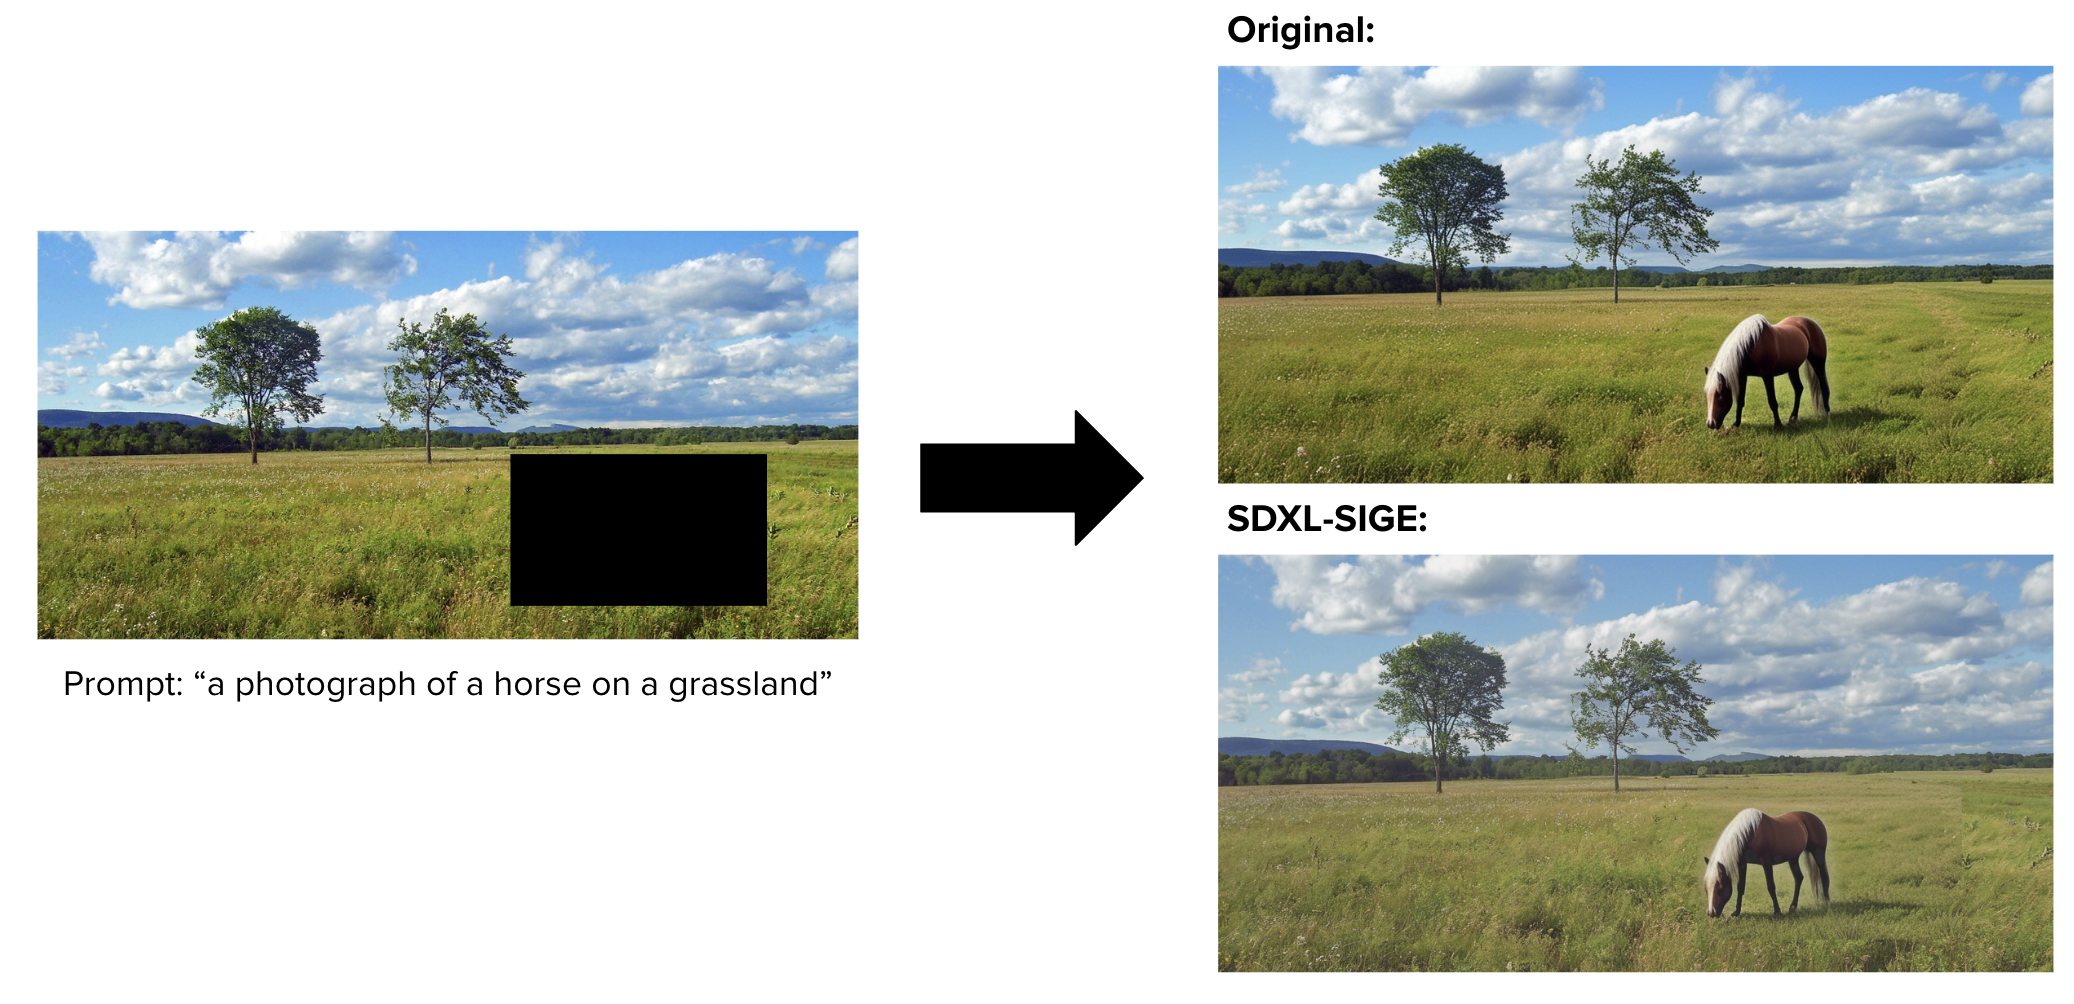 Original:
SDXL-SIGE:
Prompt: “a photograph of a horse on a grassland”